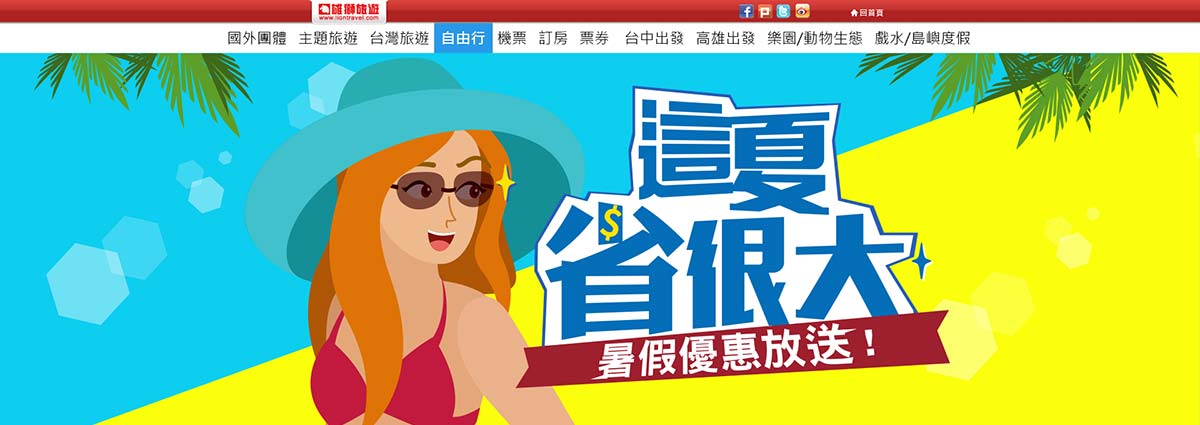 雄獅旅遊
www.liontravel.com
回首頁
國外團體 主題旅遊 台灣旅遊 自由行 機票 訂房 票券 台中出發 高雄出發 樂園/動物生態 戲水/島嶼度假
這夏
$
省很大
暑假優惠放送!